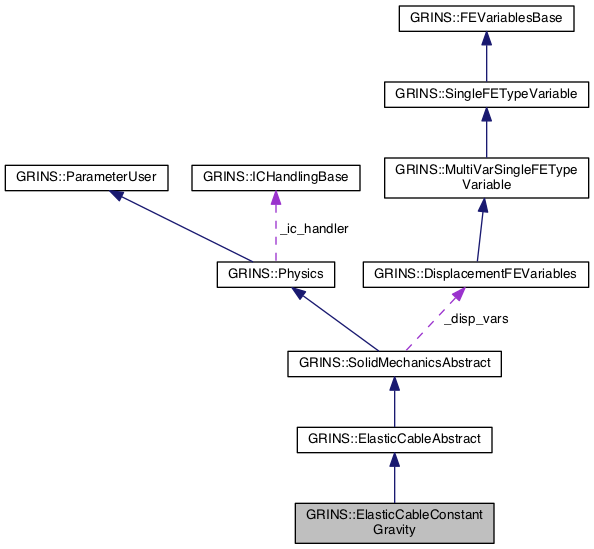 GRINS::FEVariablesBase
GRINS::SingleFETypeVariable
GRINS::MultiVarSingleFEType
Variable
GRINS::ParameterUser
GRINS::ICHandlingBase
_ic_handler
GRINS::Physics
GRINS::DisplacementFEVariables
_disp_vars
GRINS::SolidMechanicsAbstract
GRINS::ElasticCableAbstract
GRINS::ElasticCableConstant
Gravity